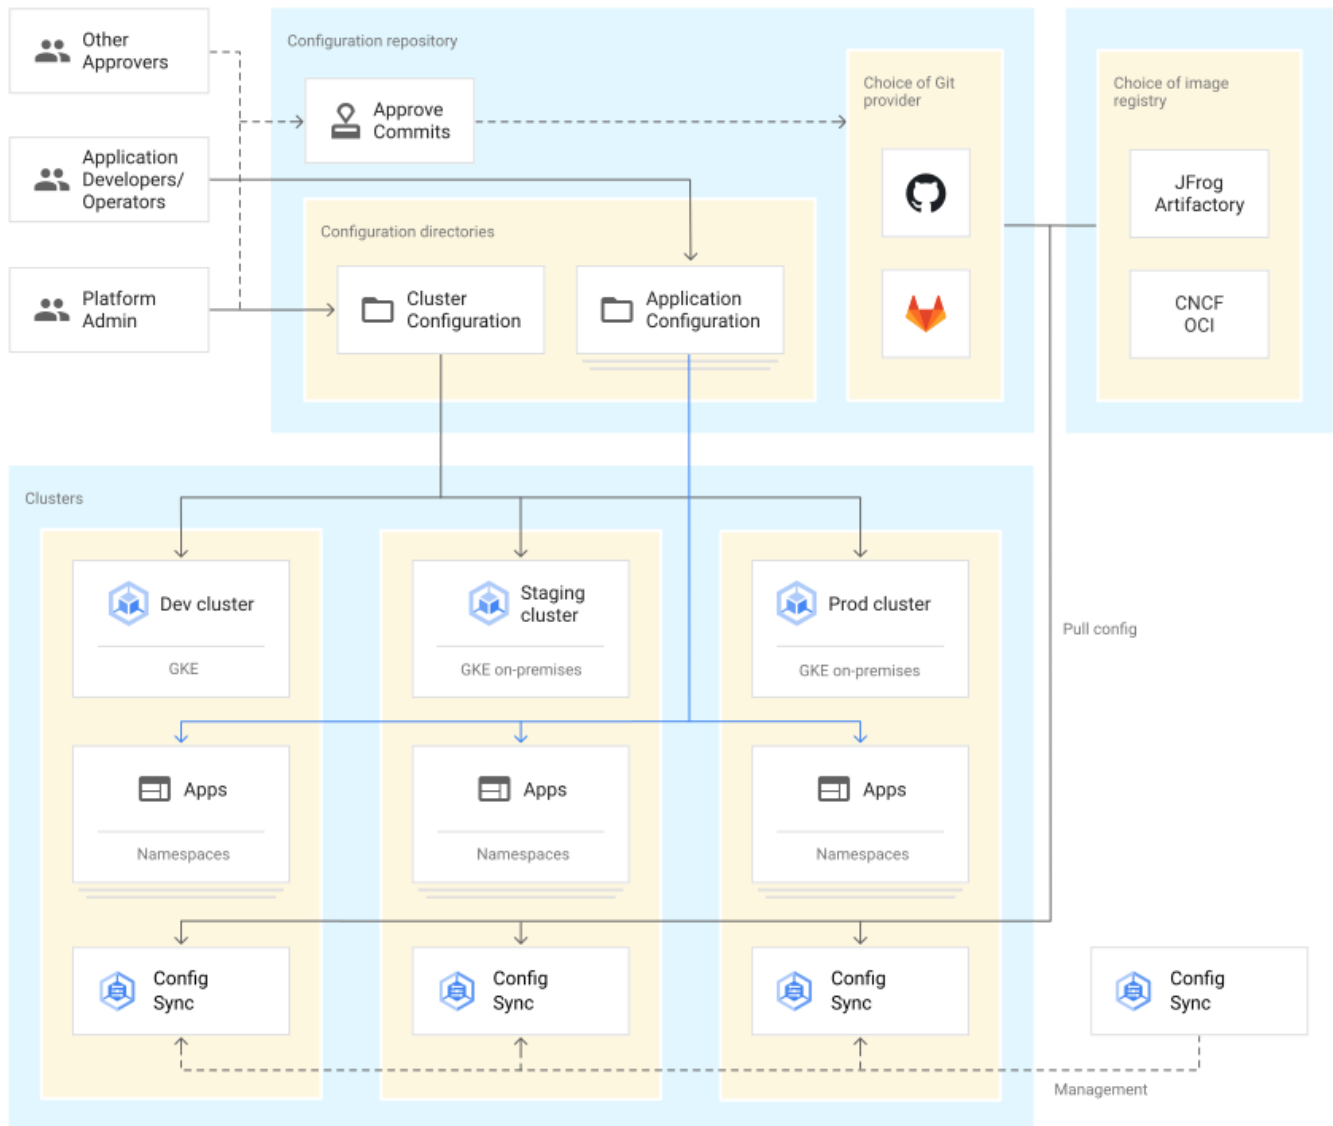 Other
Approvers
Application
Developers/
Operators
Platform
Admin
Configuration repository
Approve
Commits
Configuration directories
Cluster
Configuration
Application
Configuration
Choice of Git
provider
Choice of image
registry
JFrog
Artifactory
CNCF
OCI
Clusters
Dev cluster
GKE
Staging
cluster
GKE on-premises
Prod cluster
GKE on-premises
Pull config
Apps
Namespaces
Apps
Namespaces
Apps
Namespaces
Config
Sync
Config
Sync
Config
Sync
Config
Sync
Management